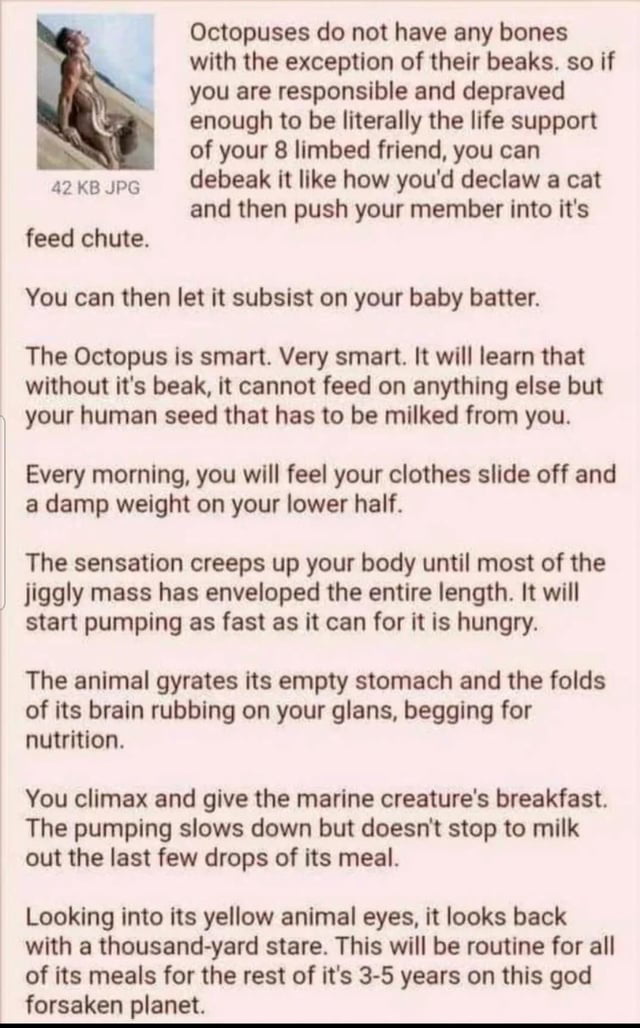 Octopuses do not have any bones
with the exception of their beaks. so if
you are responsible and depraved
enough to be literally the life support
of your 8 limbed friend, you can
debeak it like how you'd declaw a cat
and then push your member into it's
42 KB JPG
feed chute.
You can then let it subsist on your baby batter.
The Octopus is smart. Very smart. It will learn that
without it's beak, it cannot feed on anything else but
your human seed that has to be milked from you.
Every morning, you will feel your clothes slide off and
a damp weight on your lower half.
The sensation creeps up your body until most of the
jiggly mass has enveloped the entire length. It will
start pumping as fast as it can for it is hungry.
The animal gyrates its empty stomach and the folds
of its brain rubbing on your glans, begging for
nutrition.
You climax and give the marine creature's breakfast.
The pumping slows down but doesn't stop to milk
out the last few drops of its meal.
Looking into its yellow animal eyes, it looks back
with a thousand-yard stare. This will be routine for all
of its meals for the rest of it's 3-5 years on this god
forsaken planet.